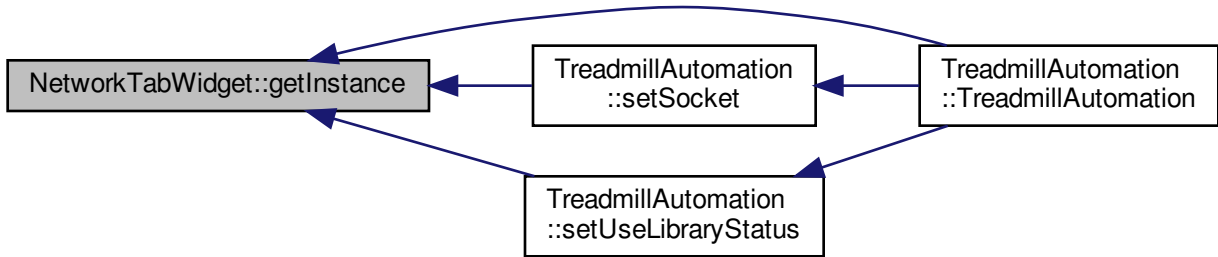 NetworkTabWidget::getInstance
TreadmillAutomation
::setSocket
TreadmillAutomation
::TreadmillAutomation
TreadmillAutomation
::setUseLibraryStatus